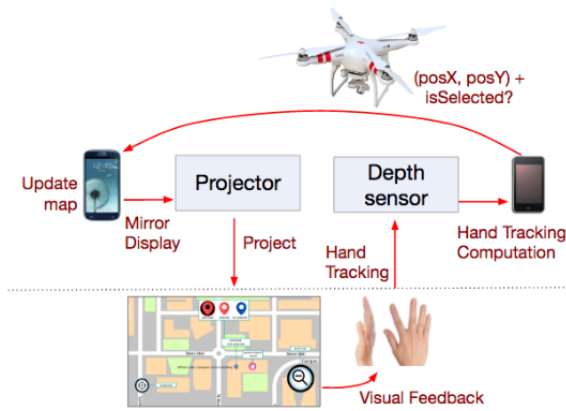 (posX, posY) +
isSelected?
Update
map
Mirror
Display
Projector
Project
Depth
sensor
Hand
Tracking
Hand Tracking
Computation
Visual Feedback